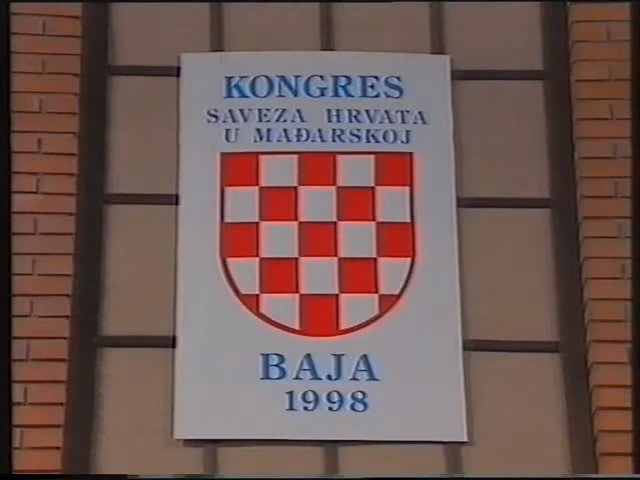 KONGRES
SAVEZA HRVATA
U MAĐARSKOJ
BAJA
1998